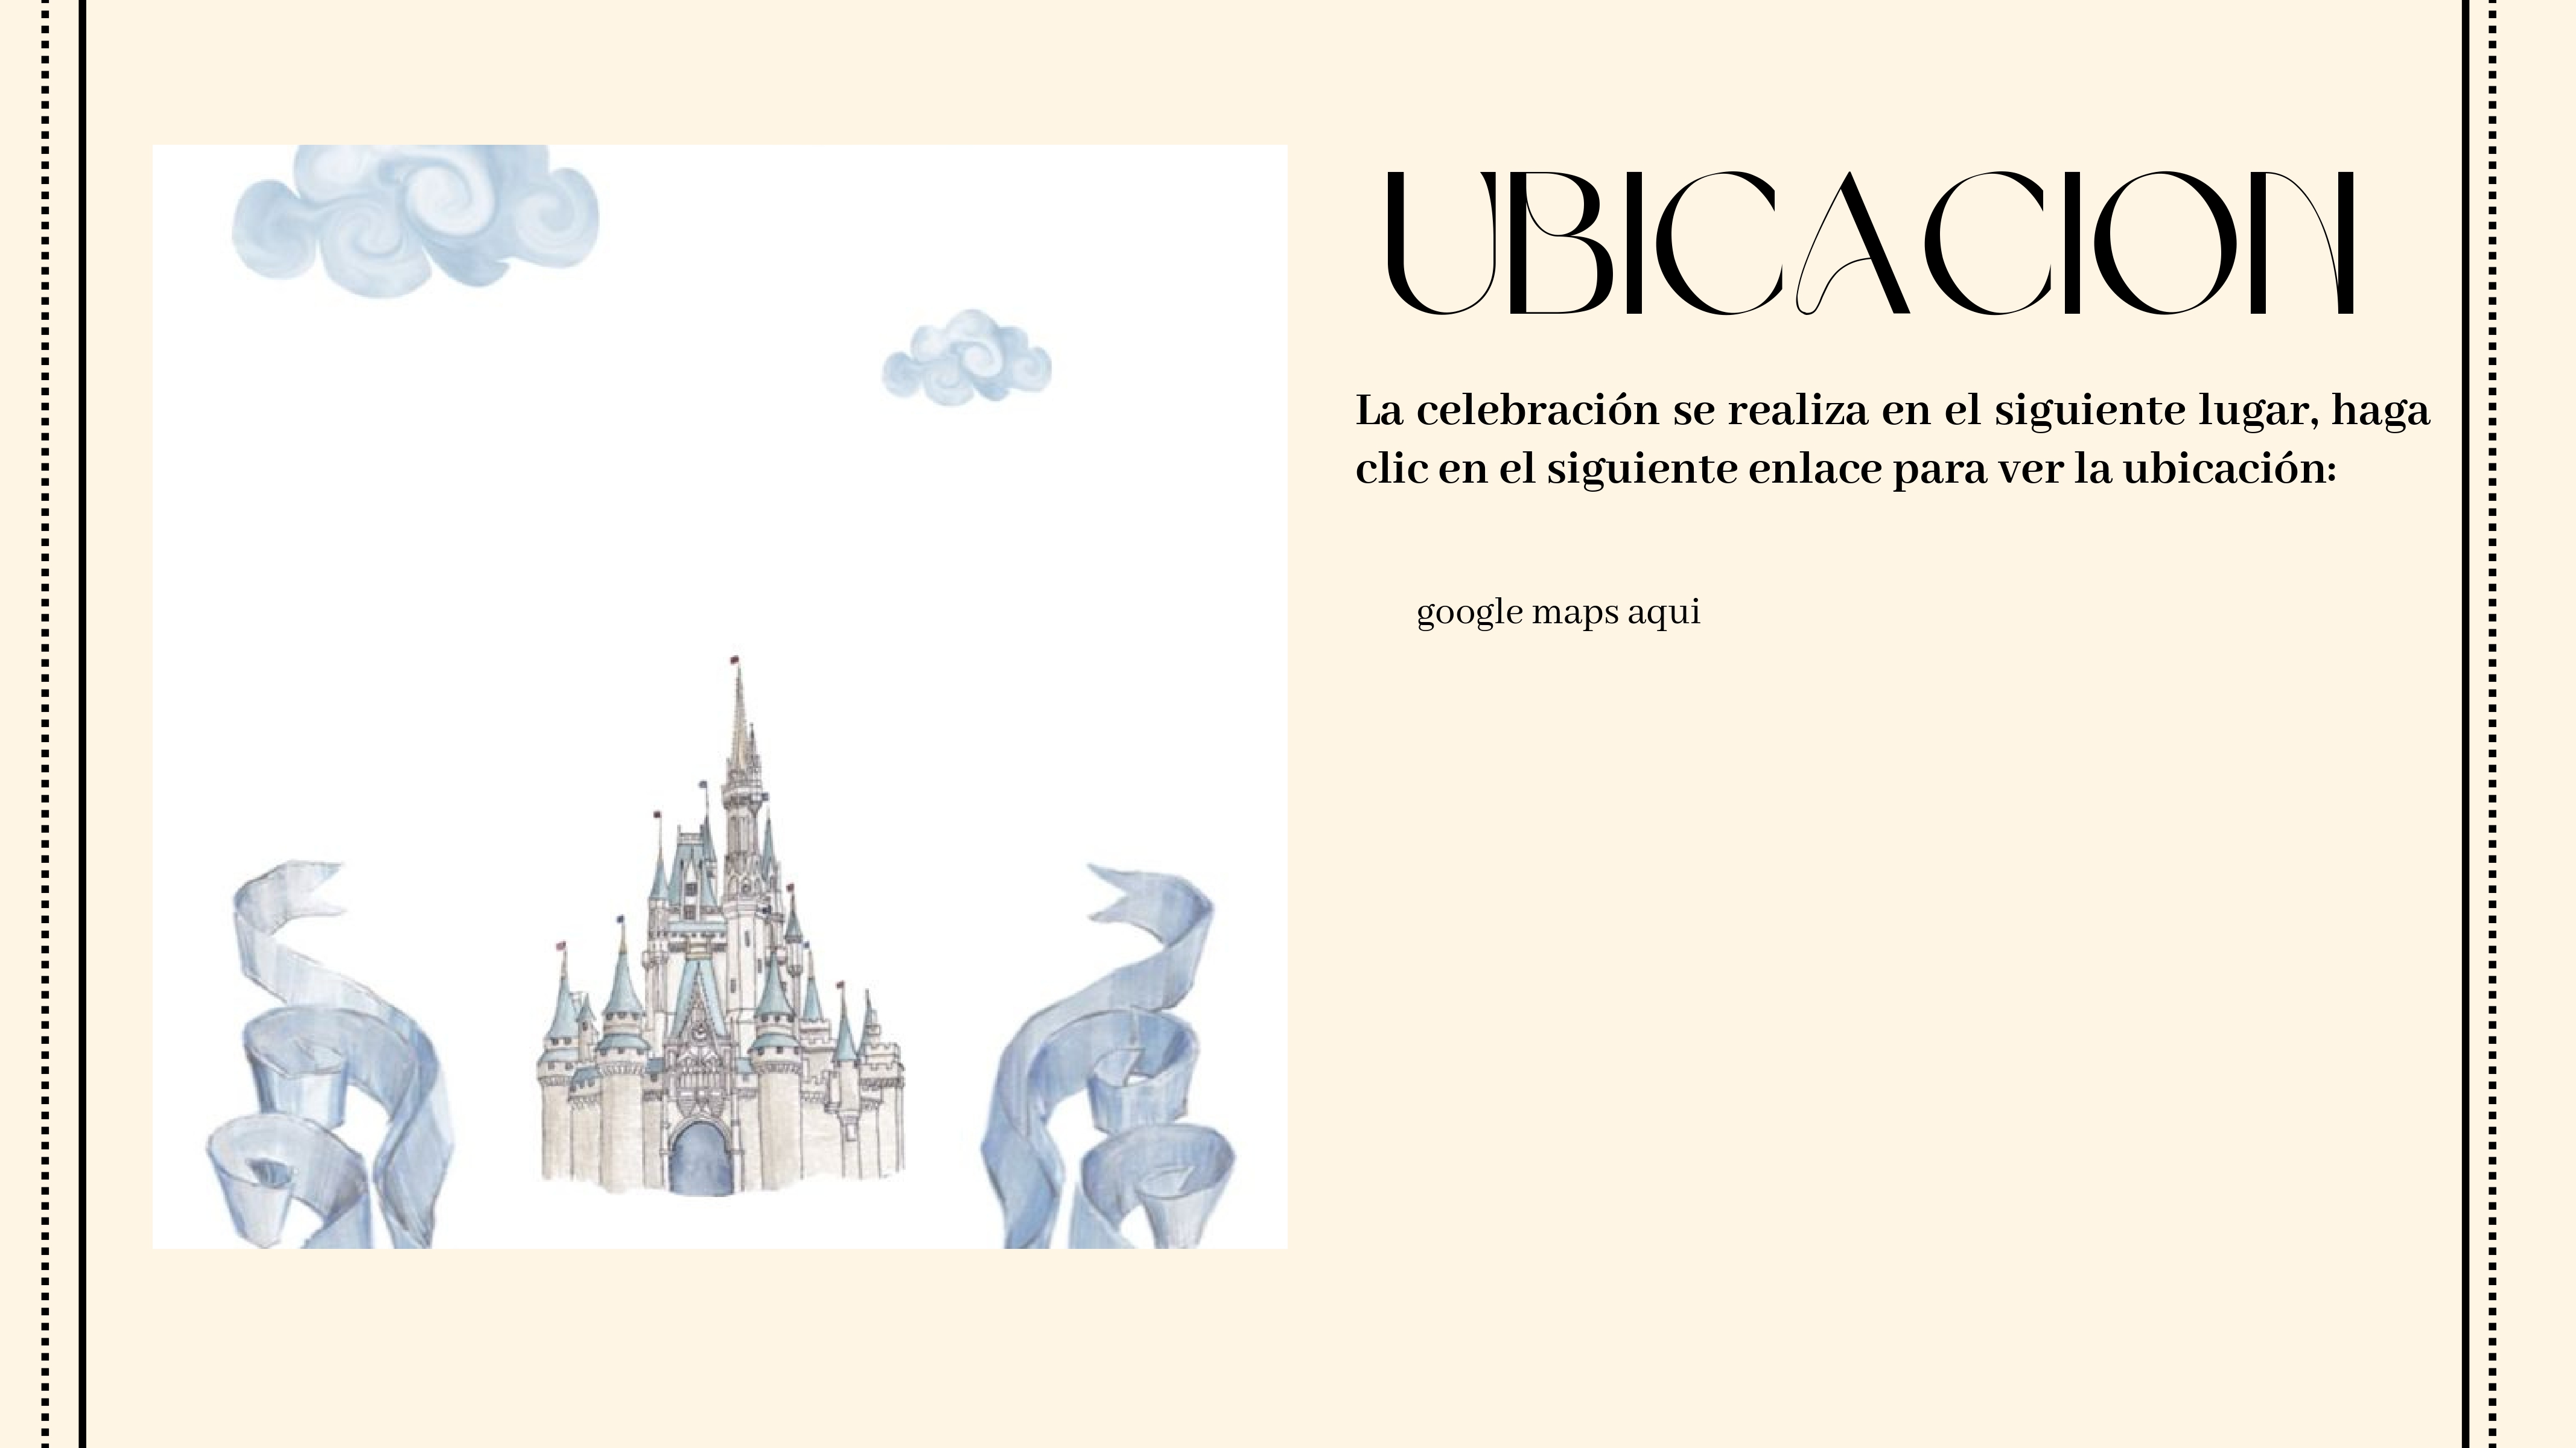 UBICACION
La celebración se realiza en el siguiente lugar, haga
clic en el siguiente enlace para ver la ubicación:
google maps aqui